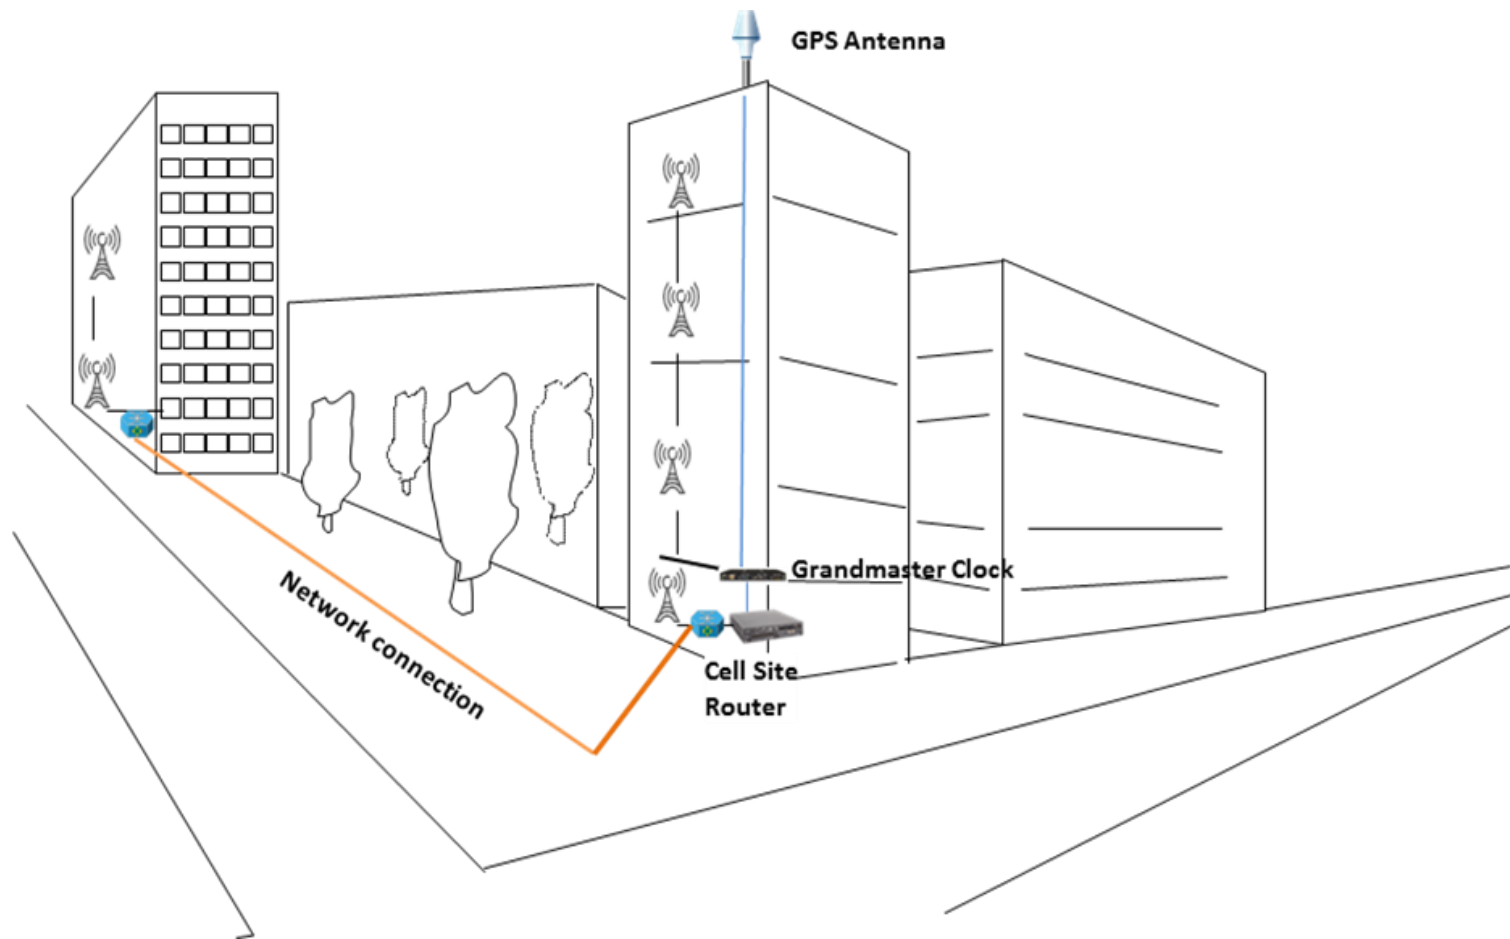 GPS Antenna
Grandmaster Clock
Network connection
Cell Site
Router